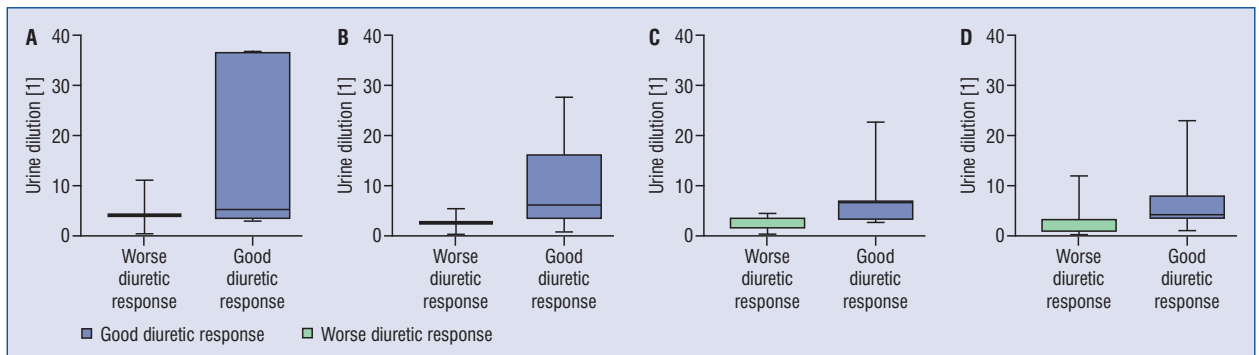 A
40
30
20
10
0
Urine dilution [1]
Worse
diuretic
response
Good
diuretic
response
B
40
30
20
10
0
Urine dilution [1]
Worse
diuretic
response
Good
diuretic
response
C
40
30
20
10
0
Urine dilution [1]
Worse
diuretic
response
Good
diuretic
response
D
40
30
20
10
0
Urine dilution [1]
Worse
diuretic
response
Good
diuretic
response
Good diuretic response
Worse diuretic response